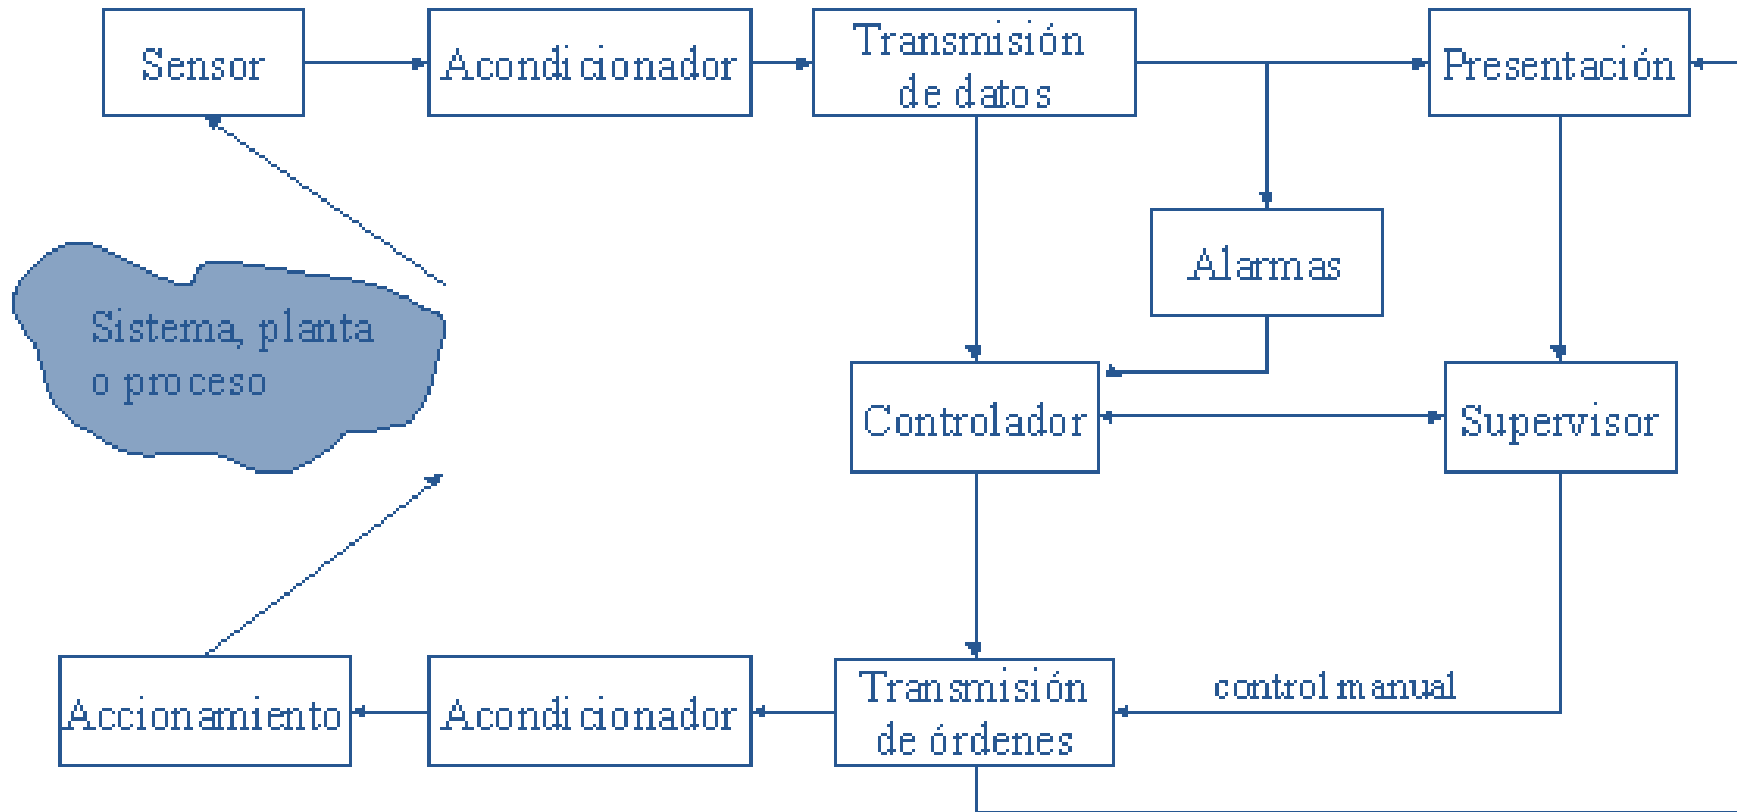 Sensor
Acondicionador
Transmisión
de datos
Presentación
Alarmas
Sistema, planta
o proceso
Controlador
Supervisor
control manual
Accionamiento
Acondicionador
Transmisión
de órdenes